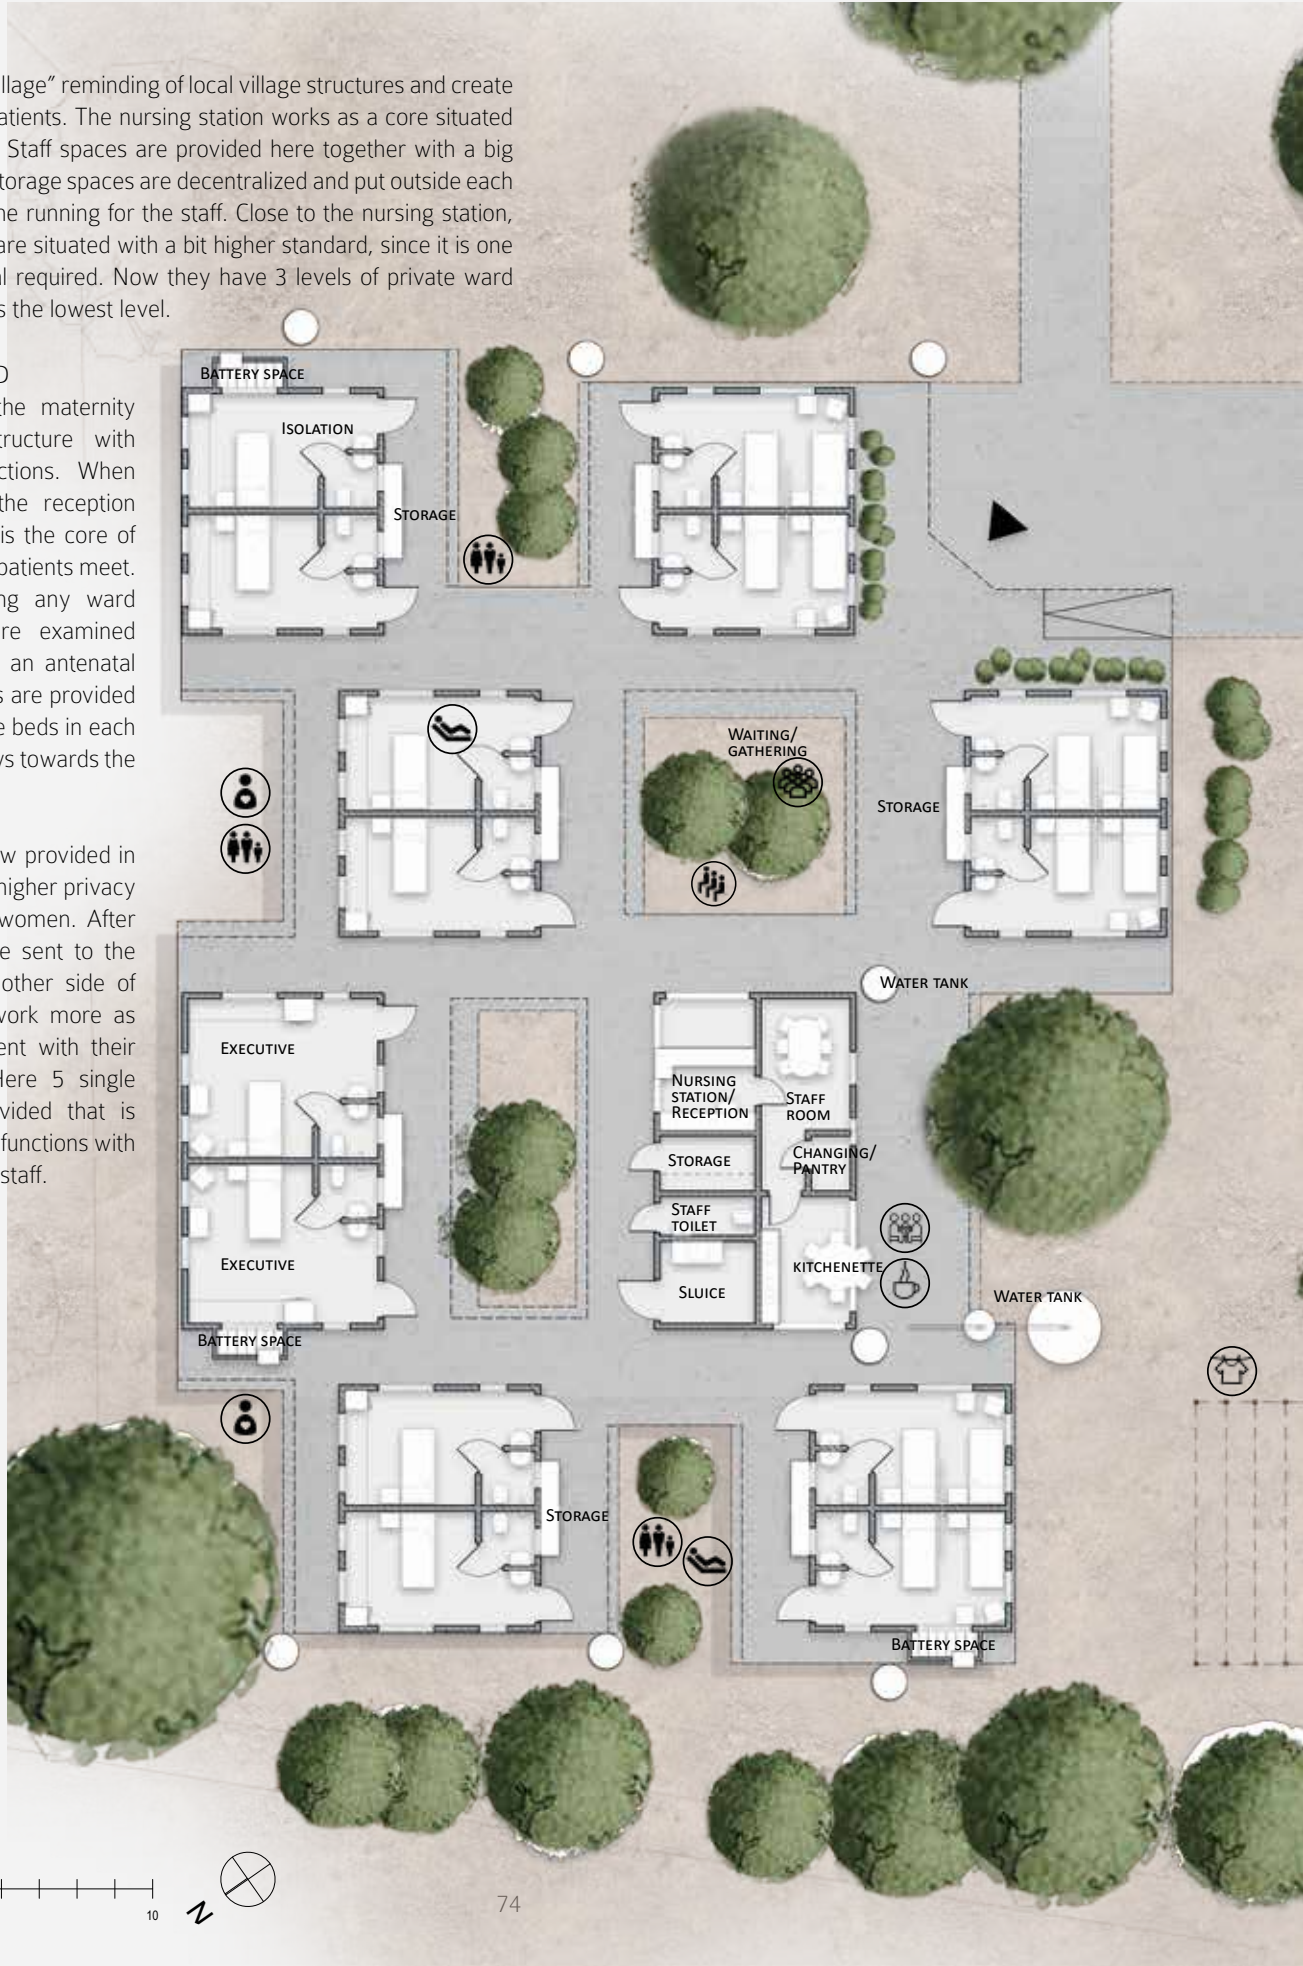 llage” reminding of local village structures and create
atients. The nursing station works as a core situated
Staff spaces are provided here together with a big
torage spaces are decentralized and put outside each
ne running for the staff. Close to the nursing station,
are situated with a bit higher standard, since it is one
l required. Now they have 3 levels of private ward
s the lowest level.
D
the maternity
tructure with
ctions. When
the reception
is the core of
patients meet.
ng any ward
re examined
an antenatal
s are provided
e beds in each
ys towards the
w provided in
higher privacy
women. After
e sent to the
other side of
work more as
ent with their
Here 5 single
vided that is
functions with
staff.
BATTERY SPACE
ISOLATION
STORAGE
WAITING/
GATHERING
STORAGE
WATER TANK
EXECUTIVE
NURSING
STATION/
RECEPTION
STAFF
ROOM
STORAGE
CHANGING/
PANTRY
STAFF
TOILET
EXECUTIVE
KITCHENETTE
SLUICE
WATER TANK
BATTERY SPACE
STORAGE
BATTERY SPACE
10
N
74